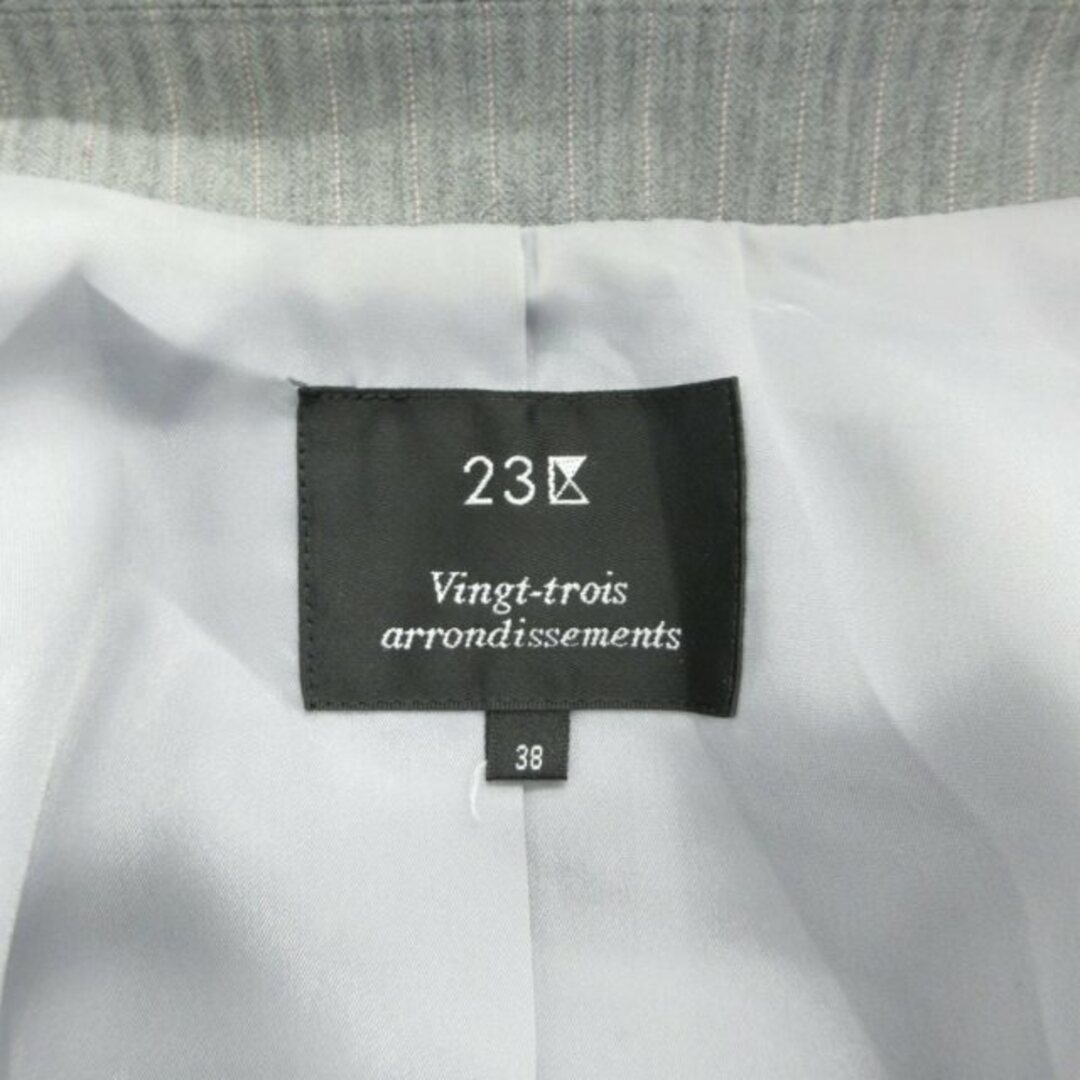 23区
Vingt-trois
arrondissements
38